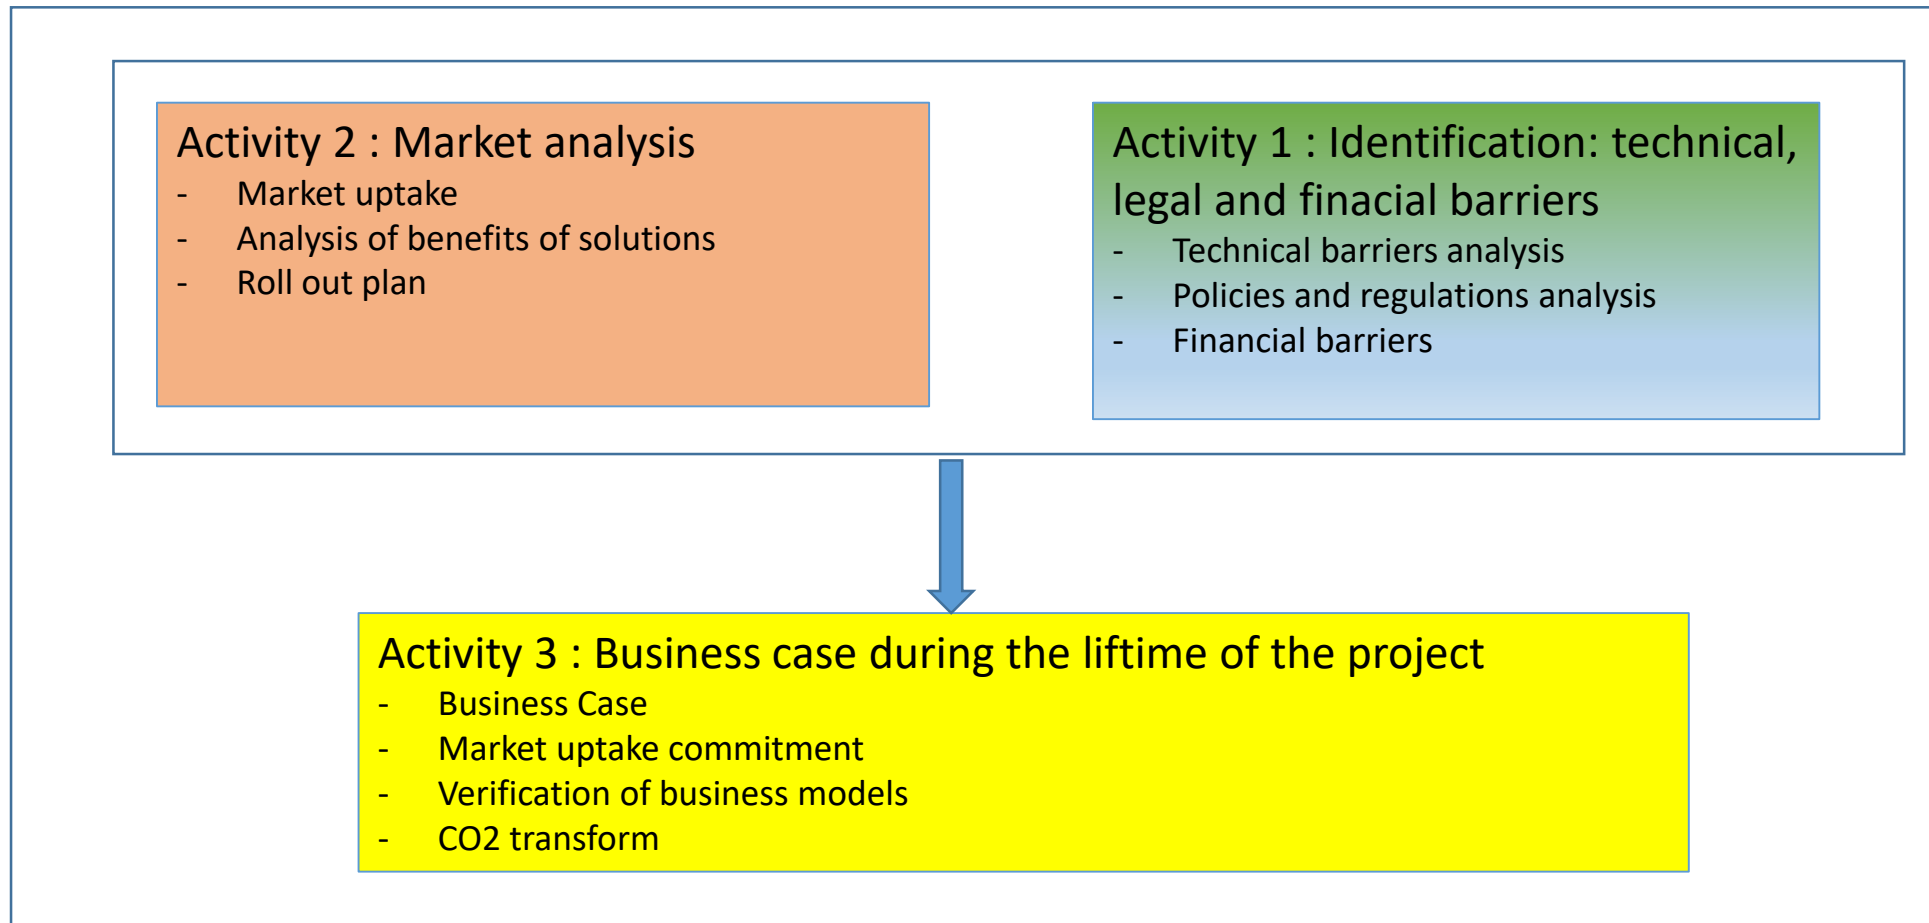 Activity 2 : Market analysis
- Market uptake
- Analysis of benefits of solutions
- Roll out plan
Activity 1 : Identification: technical,
legal and finacial barriers
- Technical barriers analysis
- Policies and regulations analysis
- Financial barriers
Activity 3 : Business case during the liftime of the project
- Business Case
- Market uptake commitment
- Verification of business models
- CO2 transform